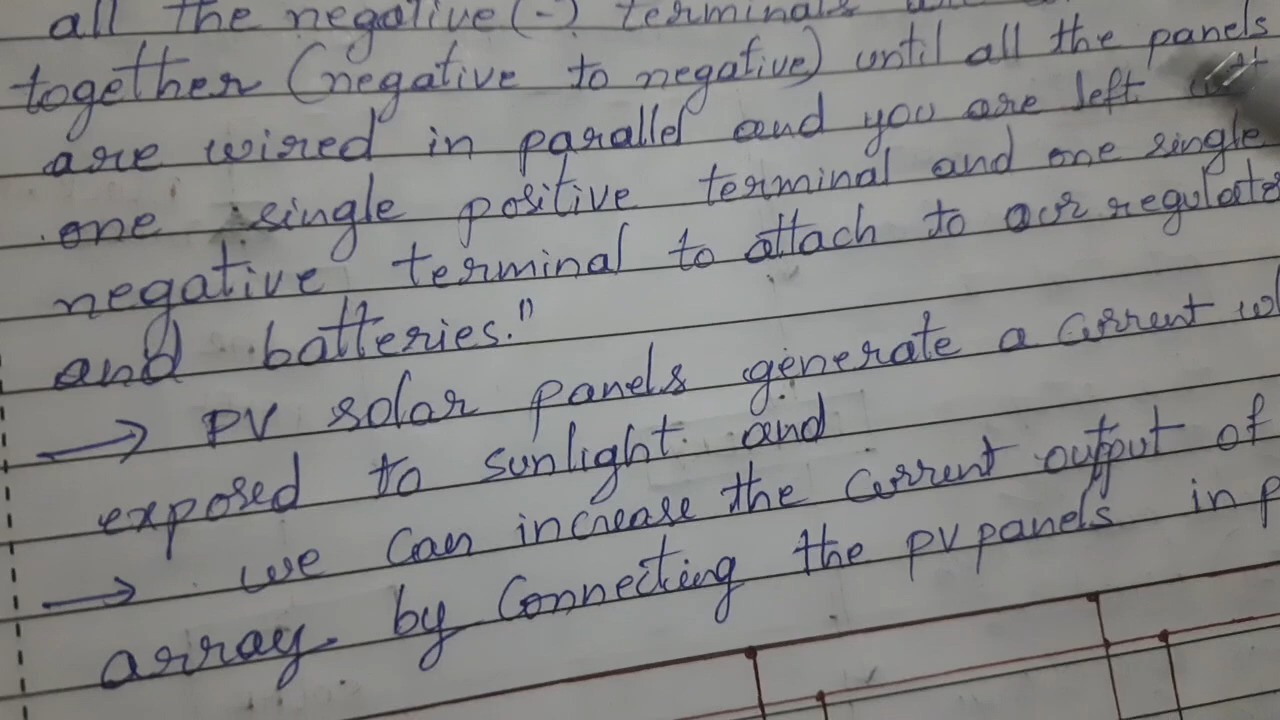 all the negative (-) terminals
together (negative to negative) until all the panels
are wired in parallel and you are left
one single positive terminal and one single
negative terminal to attach to our regulato
and batteries."
→ PV solar panels generate a current
exposed to sunlight and
→ we can increase the current output of
array. by connecting the pv panels in p